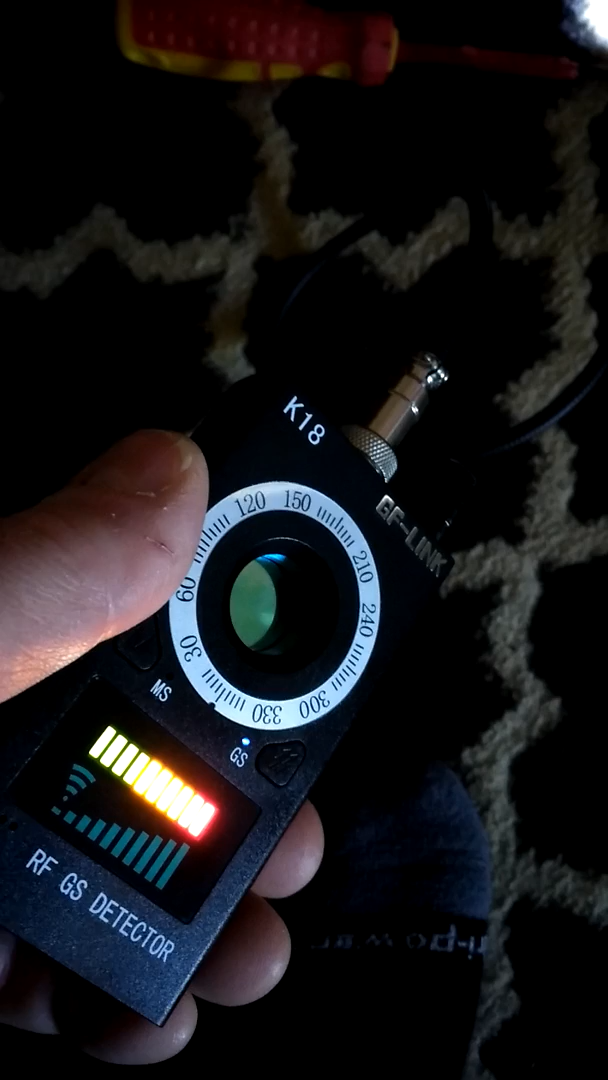 K18
GF-LINK
120 150
60 210
30 240
330 300
MS
GS
RF GS DETECTOR